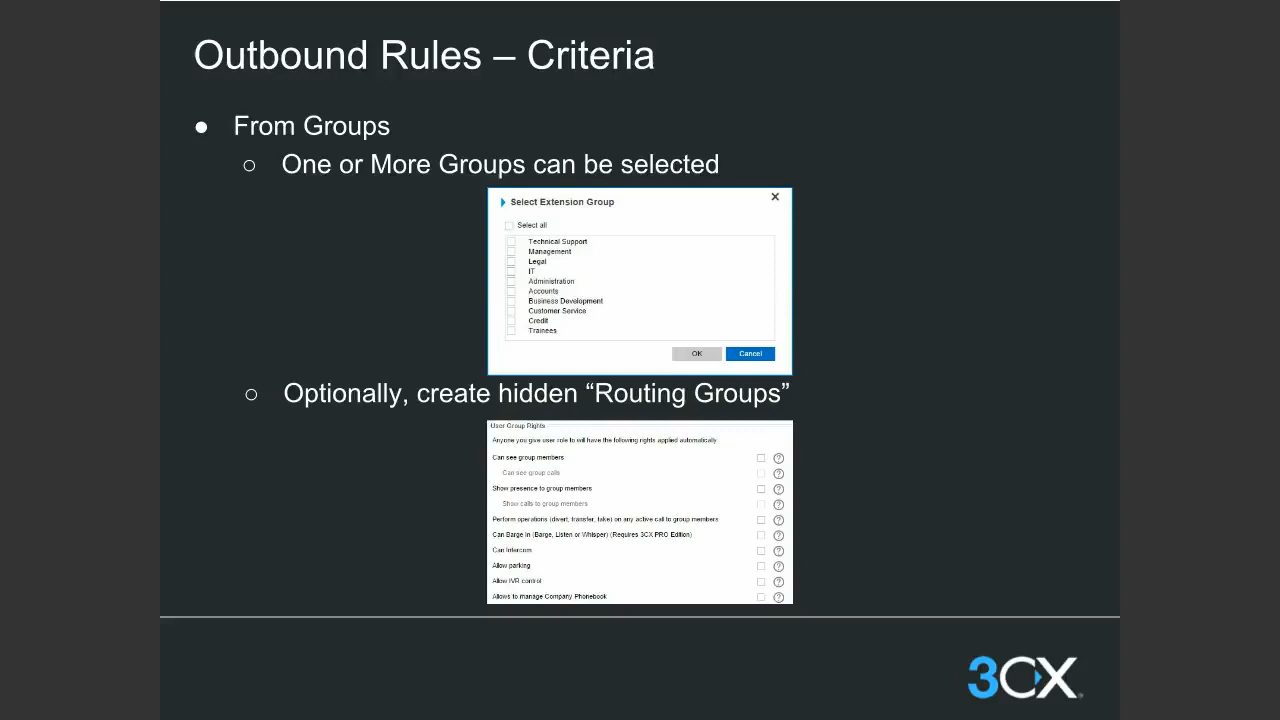 Outbound Rules – Criteria
● From Groups
○ One or More Groups can be selected
Select Extension Group
Select all
Technical Support
Management
Legal
IT
Administration
Accounts
Business Development
Customer Service
Credit
Trainees
OK Cancel
○ Optionally, create hidden “Routing Groups”
User Group Rights
Anyone you give user role to will have the following rights applied automatically
Can see group members
Can see group calls
Show presence to group members
Show calls to group members
Perform operations (divert, transfer, take) on any active call to group members
Can Barge In (Barge, Listen or Whisper) (Requires 3CX PRO Edition)
Can Intercom
Allow parking
Allow IVR control
Allows to manage Company Phonebook
3CX